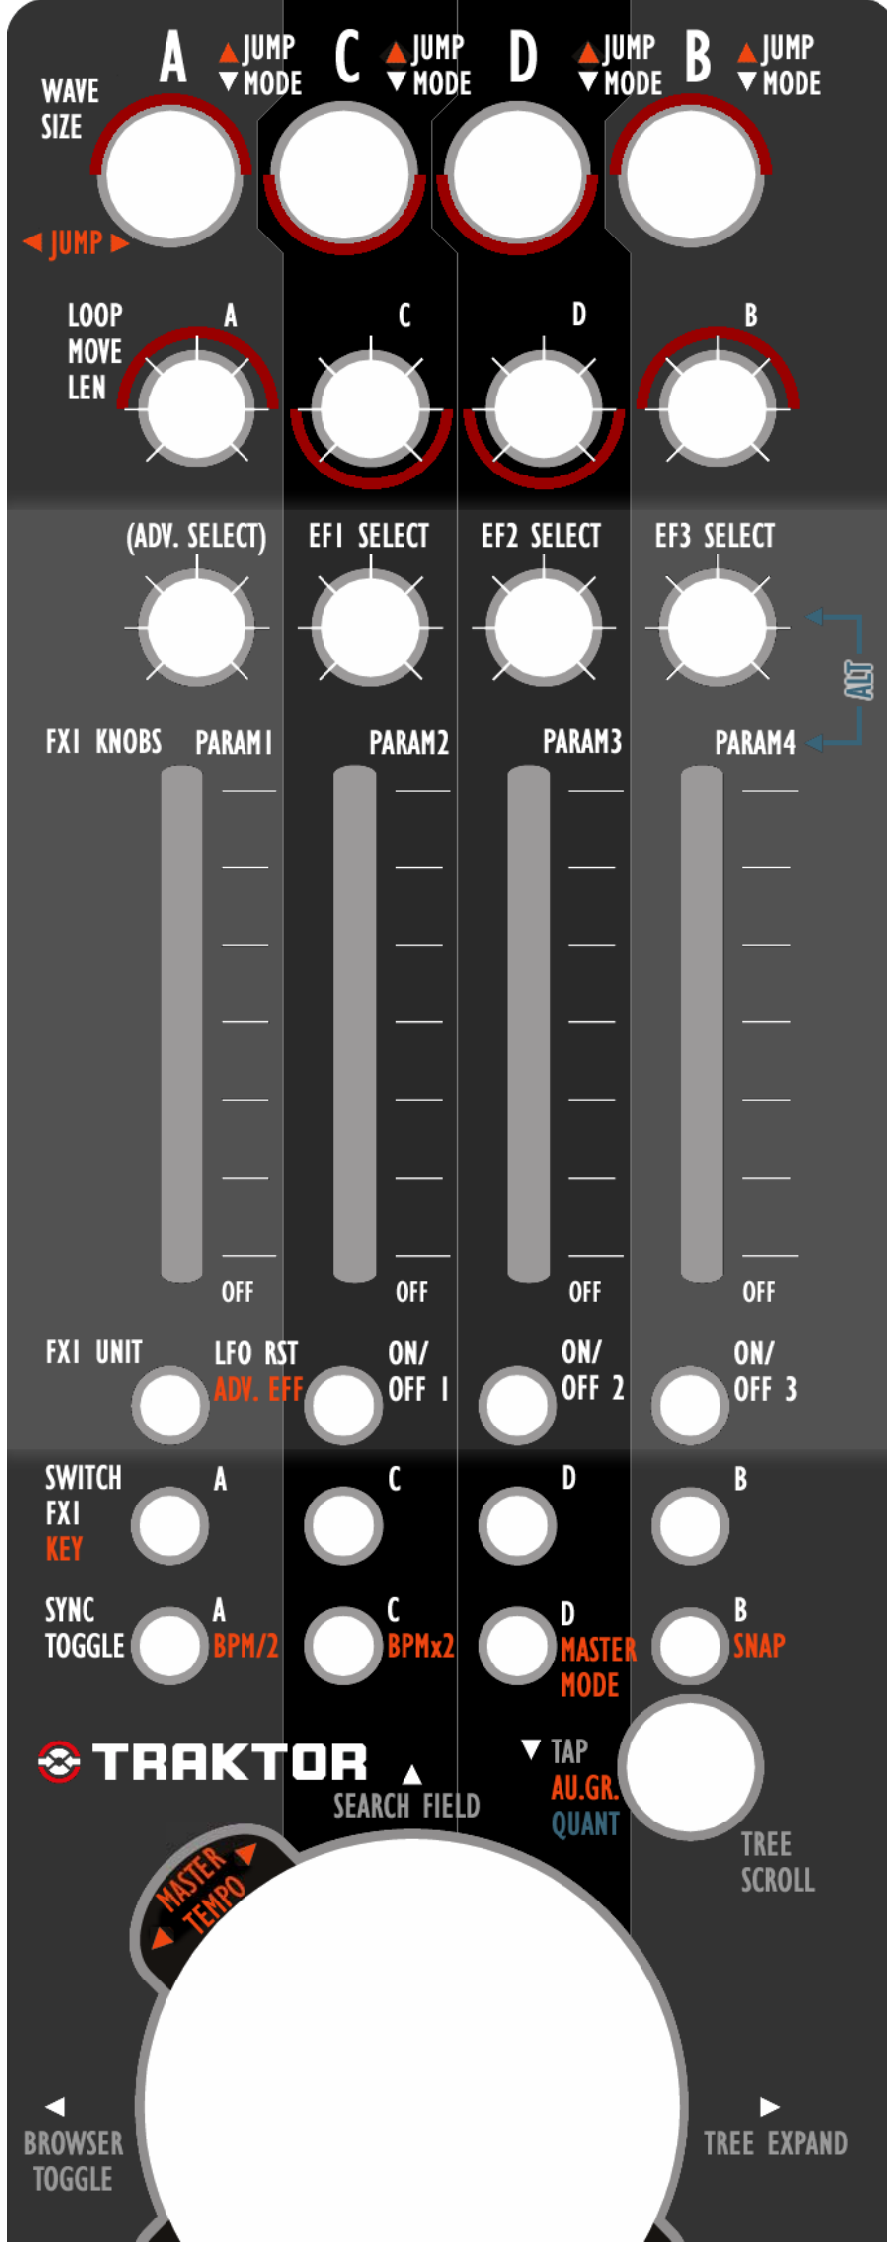 A ▲JUMP C ▲JUMP D ▲JUMP B ▲JUMP
▼MODE ▼MODE ▼MODE ▼MODE
WAVE
SIZE
◀ JUMP ▶
LOOP A C D B
MOVE
LEN
(ADV. SELECT) EF1 SELECT EF2 SELECT EF3 SELECT
ALT
FX1 KNOBS PARAM1 PARAM2 PARAM3 PARAM4
OFF OFF OFF OFF
FX1 UNIT LFO RST ON/ ON/ ON/
ADV. EFF OFF 1 OFF 2 OFF 3
SWITCH A C D B
FX1
KEY
SYNC A C D B
TOGGLE BPM/2 BPMx2 MASTER SNAP
MODE
TRAKTOR
▼ TAP
▲ AU.GR.
SEARCH FIELD QUANT
TREE
SCROLL
MASTER
TEMPO
◀ ▶
BROWSER TREE EXPAND
TOGGLE